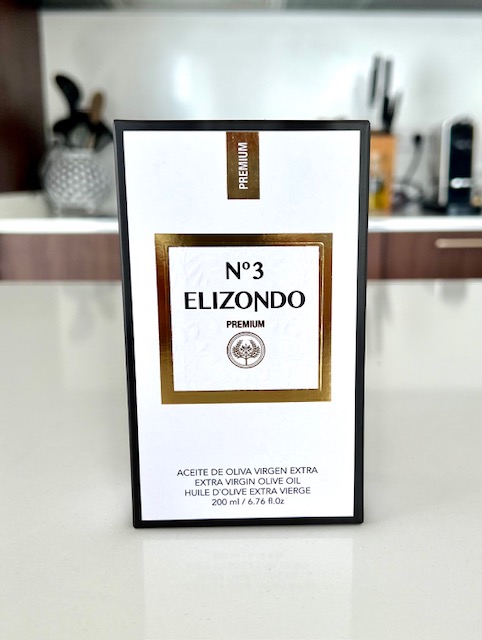 PREMIUM
Nº3
ELIZONDO
PREMIUM
ACEITE DE OLIVA VIRGEN EXTRA
EXTRA VIRGIN OLIVE OIL
HUILE D'OLIVE EXTRA VIERGE
200 ml / 6.76 fl.0z